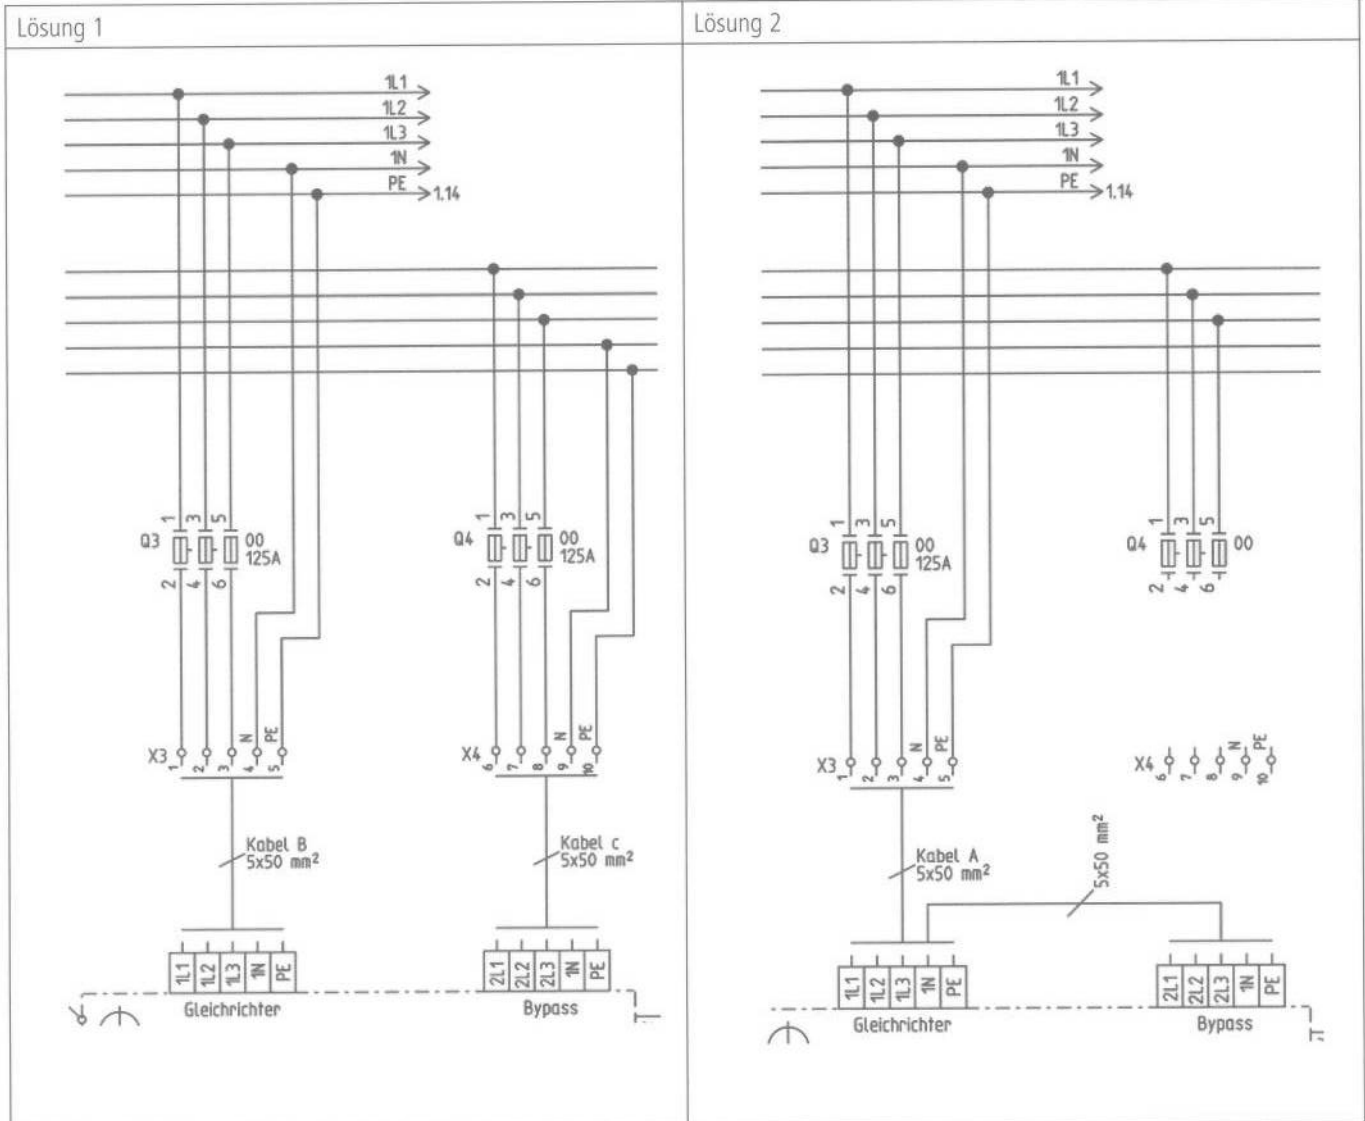 Lösung 1
1L1
1L2
1L3
1N
PE
1.14
1 3 5
Q3
00
125A
2 4 6
1 3 5
Q4
00
125A
2 4 6
N PE
X3
1 2 3 4 5
N PE
X4
6 7 8 9 10
Kabel B
5x50 mm²
Kabel c
5x50 mm²
1L1 1L2 1L3 1N PE
Gleichrichter
2L1 2L2 2L3 1N PE
Bypass
Lösung 2
1L1
1L2
1L3
1N
PE
1.14
1 3 5
Q3
00
125A
2 4 6
1 3 5
Q4
00
2 4 6
N PE
X3
1 2 3 4 5
N PE
X4
6 7 8 9 10
Kabel A
5x50 mm²
5x50 mm²
1L1 1L2 1L3 1N PE
Gleichrichter
2L1 2L2 2L3 1N PE
Bypass